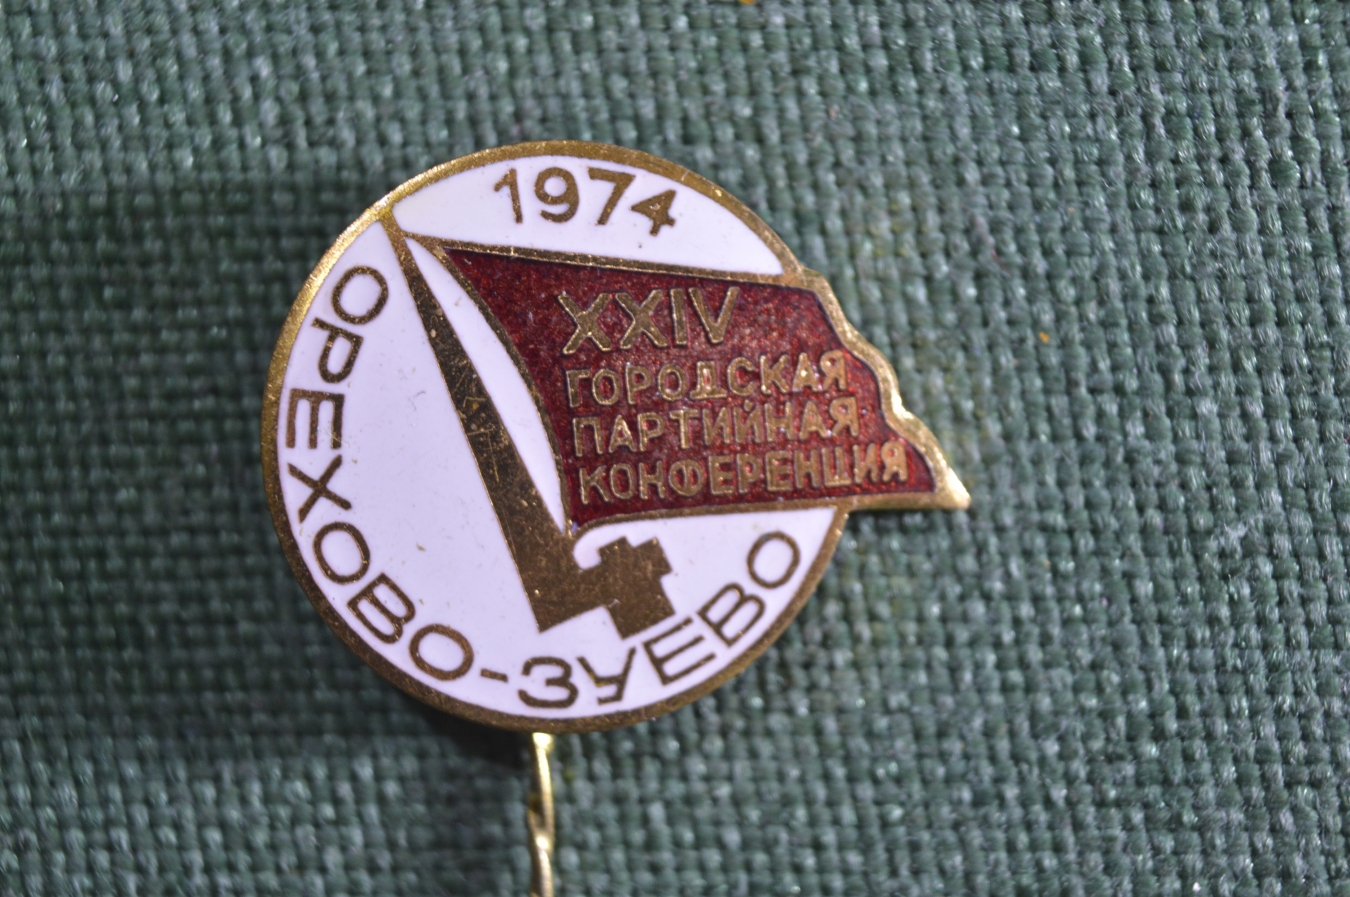 1974
XXIV
ГОРОДСКАЯ
ПАРТИЙНАЯ
КОНФЕРЕНЦИЯ
ОРЕХОВО-ЗУЕВО